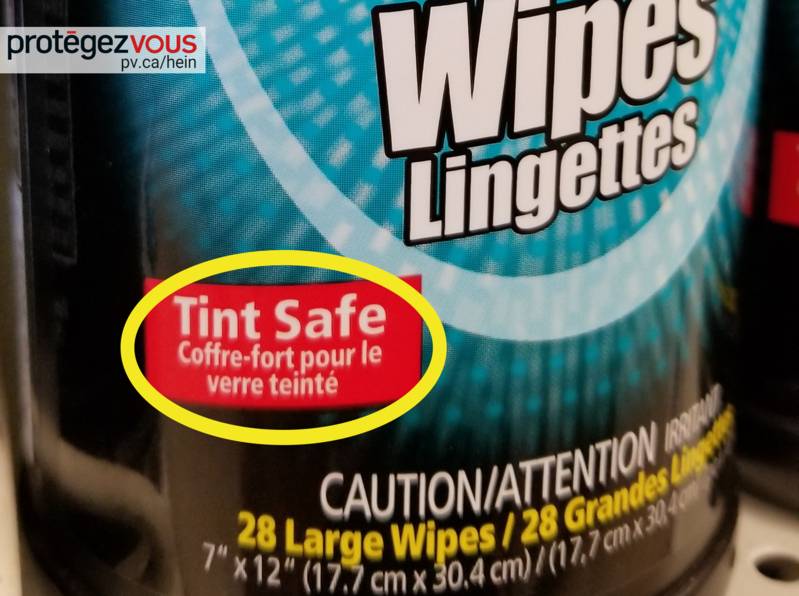 protégezvous
pv.ca/hein
Wipes
Lingettes
Tint Safe
Coffre-fort pour le
verre teinté
CAUTION/ATTENTION IRRITANT
28 Large Wipes / 28 Grandes Lingettes
7" x 12" (17.7 cm x 30.4 cm) / (17,7 cm x 30,4 cm)